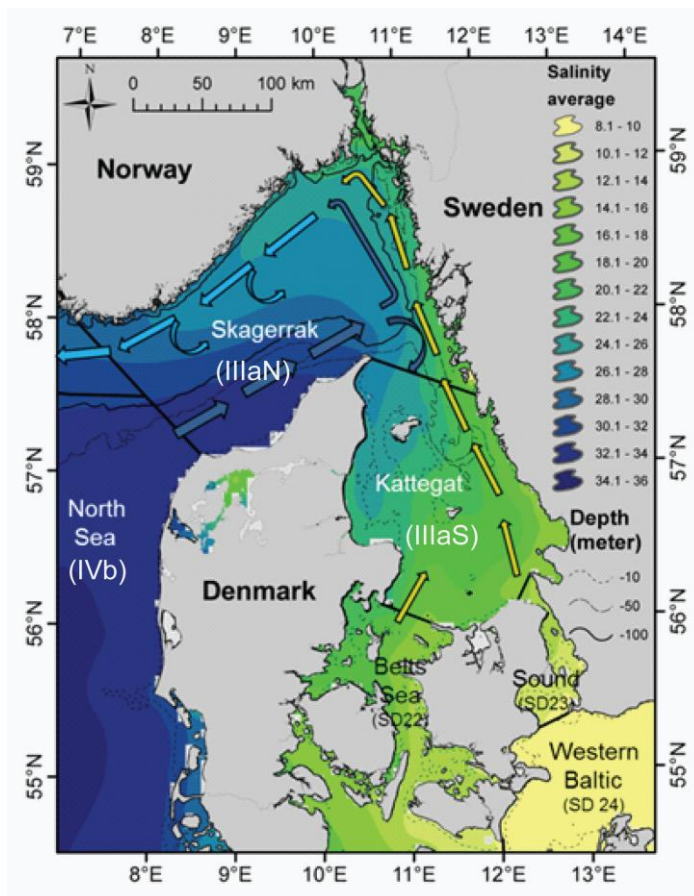 7°E 8°E 9°E 10°E 11°E 12°E 13°E 14°E
N
0 50 100 km
Norway
Sweden
Salinity
average
8.1 - 10
10.1 - 12
12.1 - 14
14.1 - 16
16.1 - 18
18.1 - 20
20.1 - 22
22.1 - 24
24.1 - 26
26.1 - 28
28.1 - 30
30.1 - 32
32.1 - 34
34.1 - 36
59°N
59°N
58°N
58°N
Skagerrak
(IIIaN)
57°N
57°N
Kattegat
(IIIaS)
North
Sea
(IVb)
Depth
(meter)
-10
-50
-100
Denmark
56°N
56°N
Belts
Sea
(SD22)
Sound
(SD23)
Western
Baltic
(SD 24)
55°N
55°N
8°E 9°E 10°E 11°E 12°E 13°E